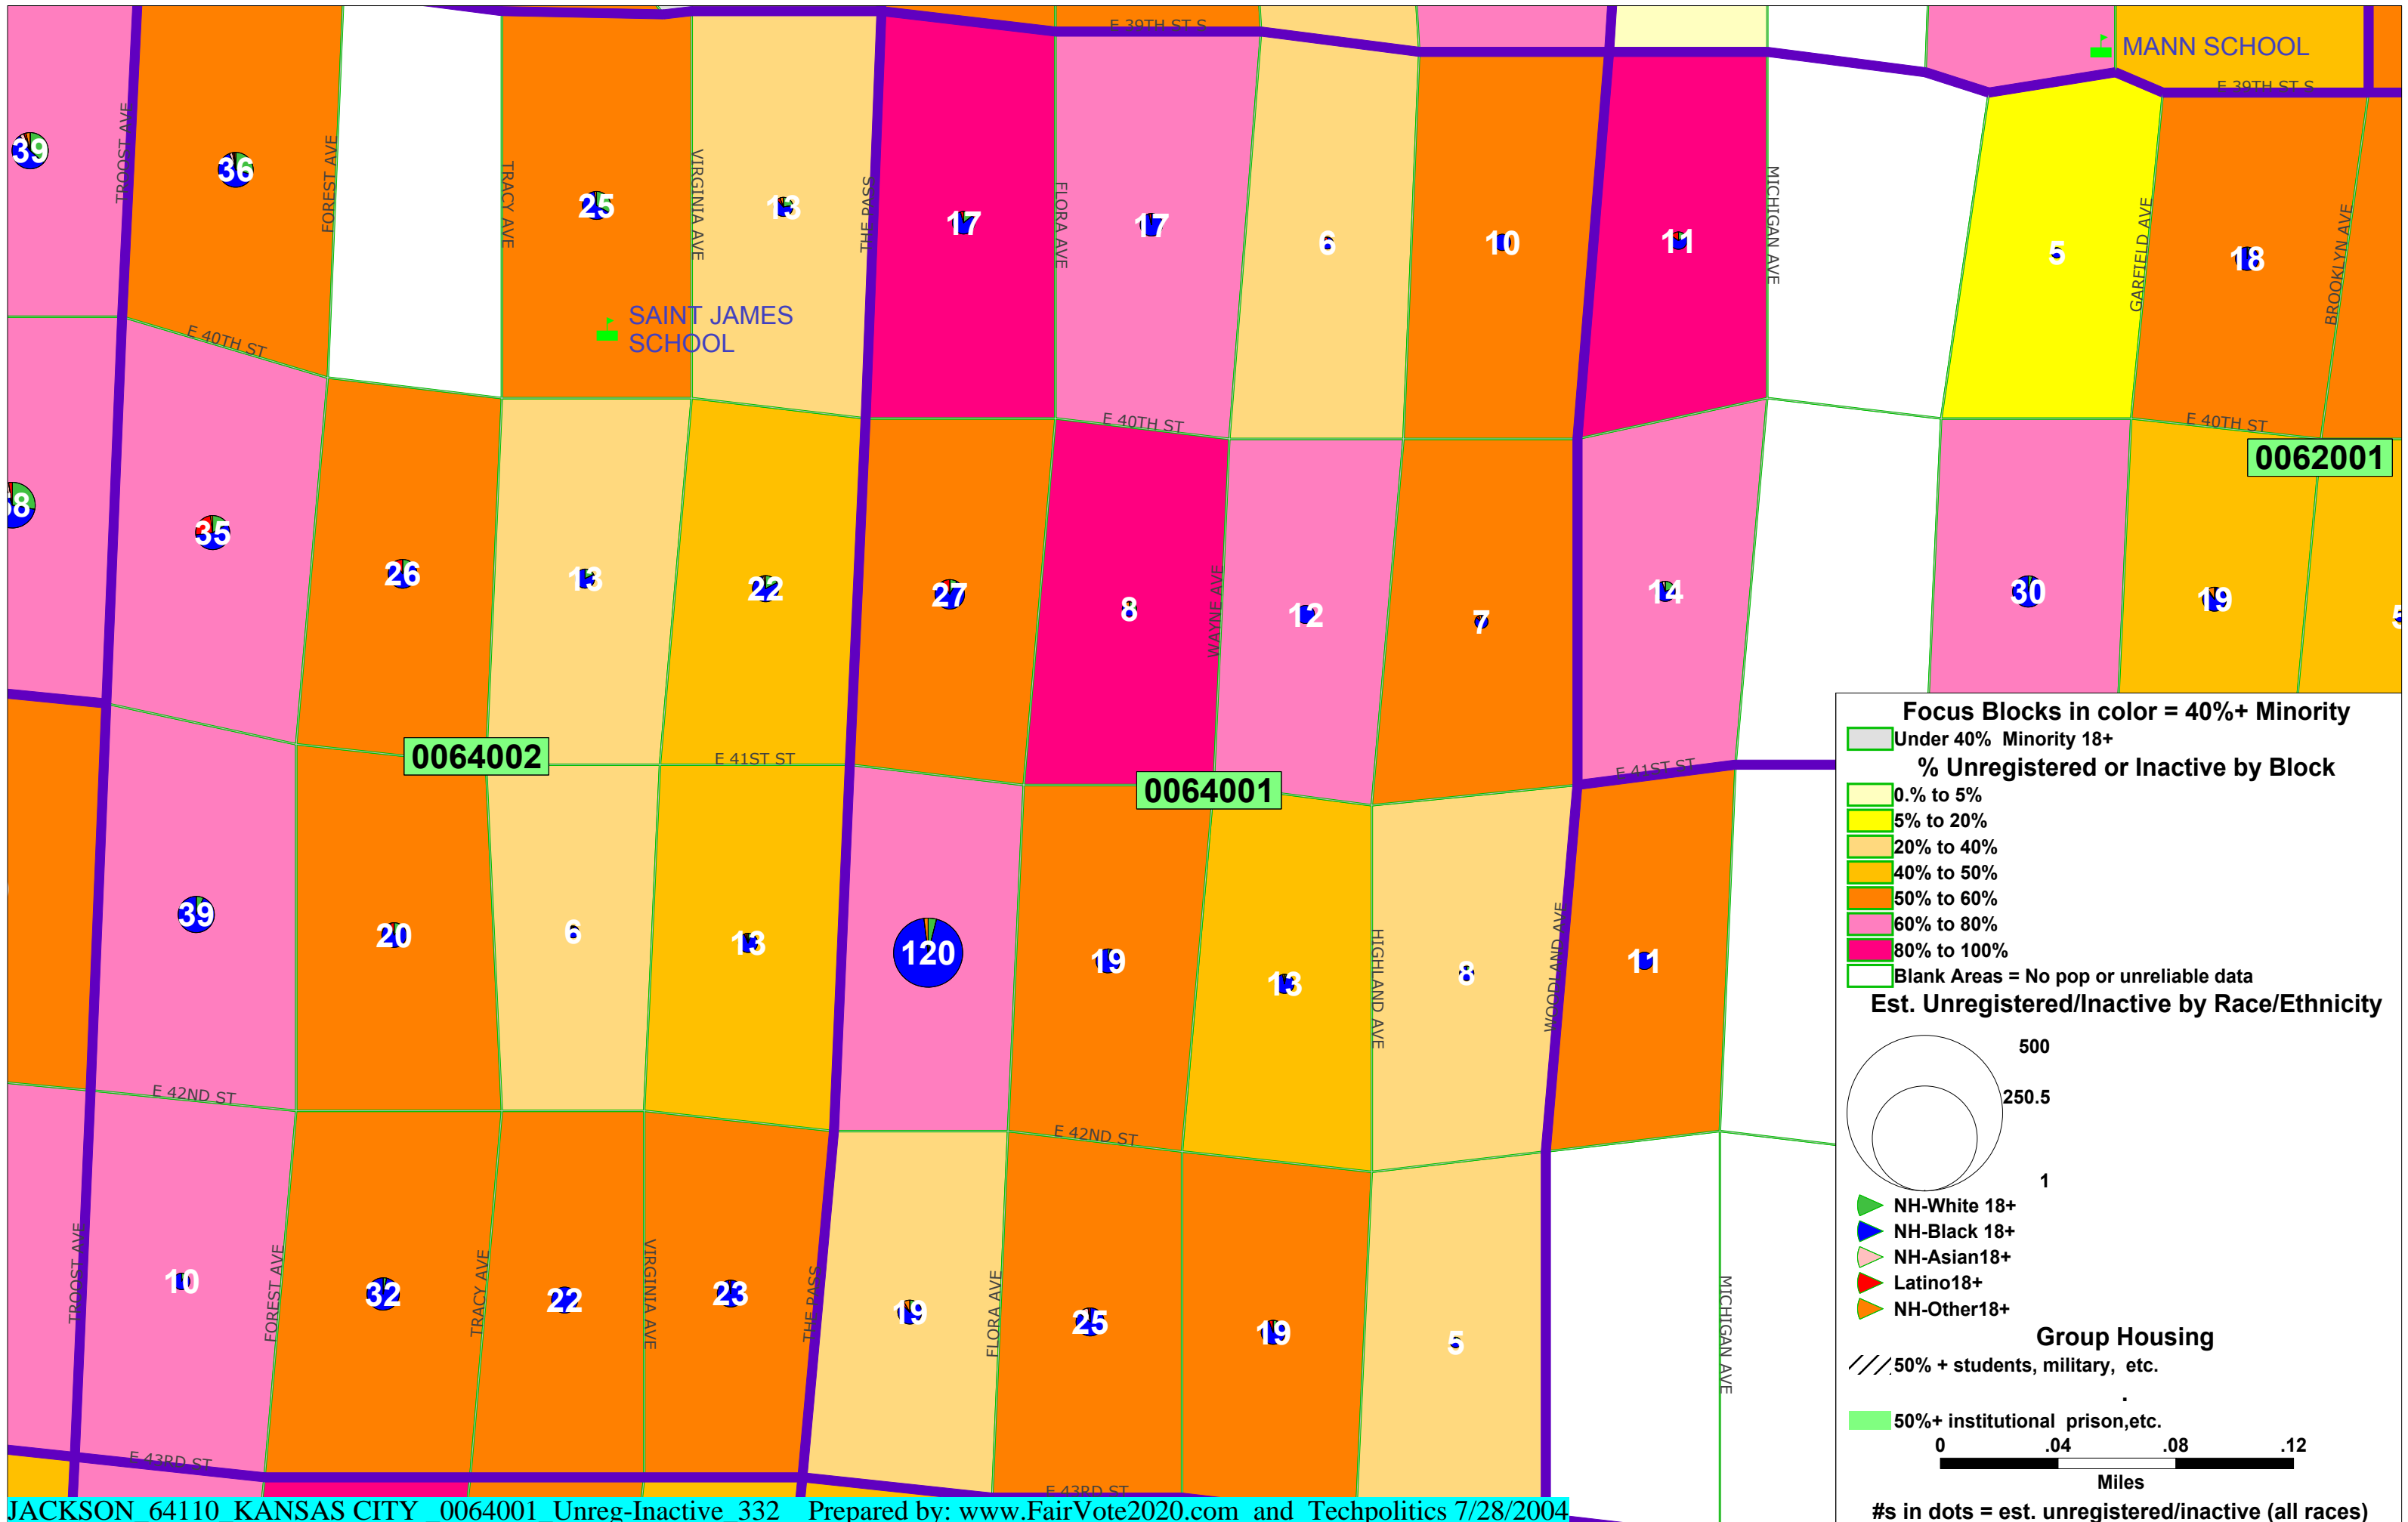 E 39TH ST S
MANN SCHOOL
E 39TH ST S
TROOST AVE
FOREST AVE
TRACY AVE
VIRGINIA AVE
THE PASS
FLORA AVE
MICHIGAN AVE
GARFIELD AVE
BROOKLYN AVE
39
36
25
13
17
17
6
10
11
5
18
SAINT JAMES
SCHOOL
E 40TH ST
E 40TH ST
E 40TH ST
0062001
35
26
13
22
27
8
WAYNE AVE
12
7
14
30
19
5
0064002
E 41ST ST
0064001
E 41ST ST
39
20
6
13
120
19
13
HIGHLAND AVE
8
WOODLAND AVE
11
E 42ND ST
E 42ND ST
TROOST AVE
10
FOREST AVE
32
TRACY AVE
22
VIRGINIA AVE
23
THE PASS
19
FLORA AVE
25
19
5
MICHIGAN AVE
E 43RD ST
E 43RD ST
Focus Blocks in color = 40%+ Minority
Under 40% Minority 18+
% Unregistered or Inactive by Block
0.% to 5%
5% to 20%
20% to 40%
40% to 50%
50% to 60%
60% to 80%
80% to 100%
Blank Areas = No pop or unreliable data
Est. Unregistered/Inactive by Race/Ethnicity
500
250.5
1
NH-White 18+
NH-Black 18+
NH-Asian18+
Latino18+
NH-Other18+
Group Housing
50% + students, military, etc.
.
50%+ institutional prison,etc.
0 .04 .08 .12
Miles
#s in dots = est. unregistered/inactive (all races)
JACKSON 64110 KANSAS CITY 0064001 Unreg-Inactive 332 Prepared by: www.FairVote2020.com and Techpolitics 7/28/2004